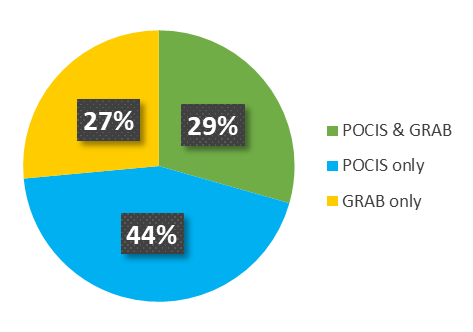 27%
29%
44%
POCIS & GRAB
POCIS only
GRAB only